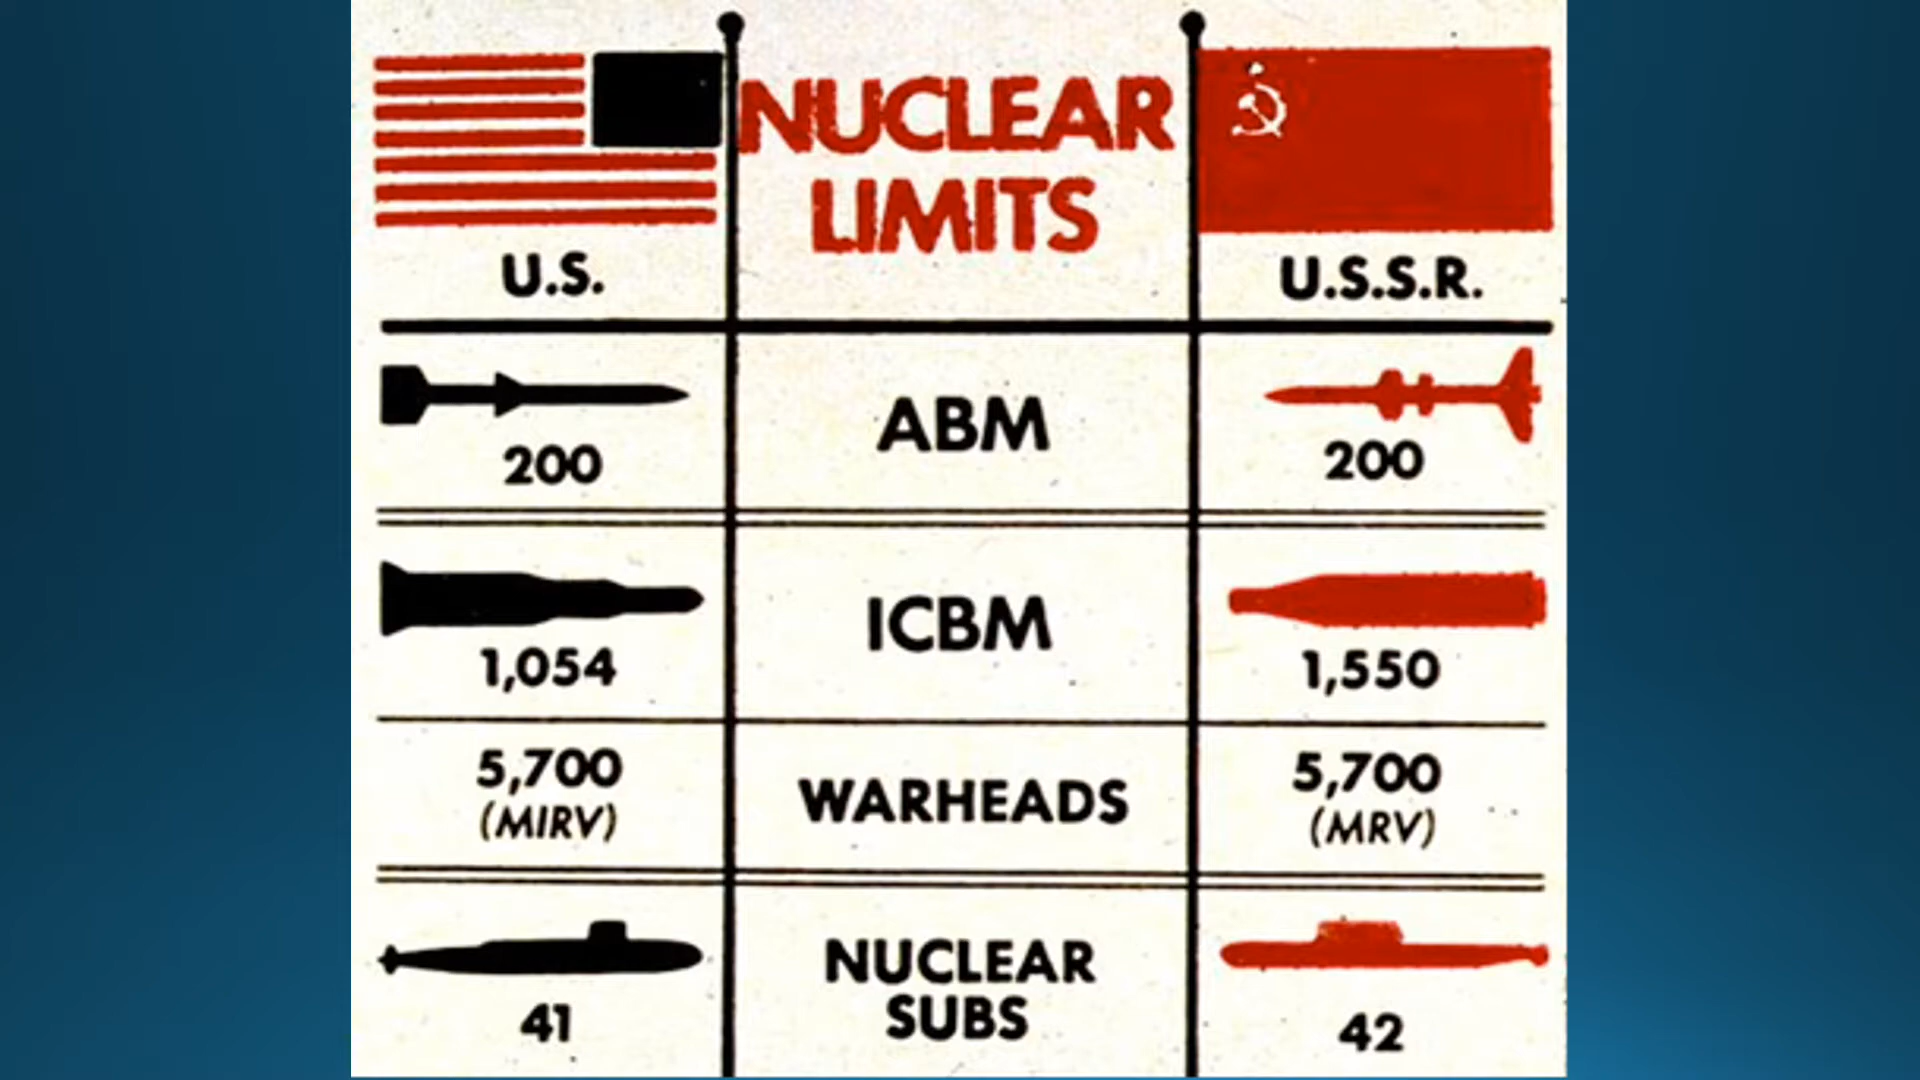 NUCLEAR
LIMITS
U.S.
U.S.S.R.
200
ABM
200
1,054
ICBM
1,550
5,700
(MIRV)
WARHEADS
5,700
(MRV)
41
NUCLEAR
SUBS
42